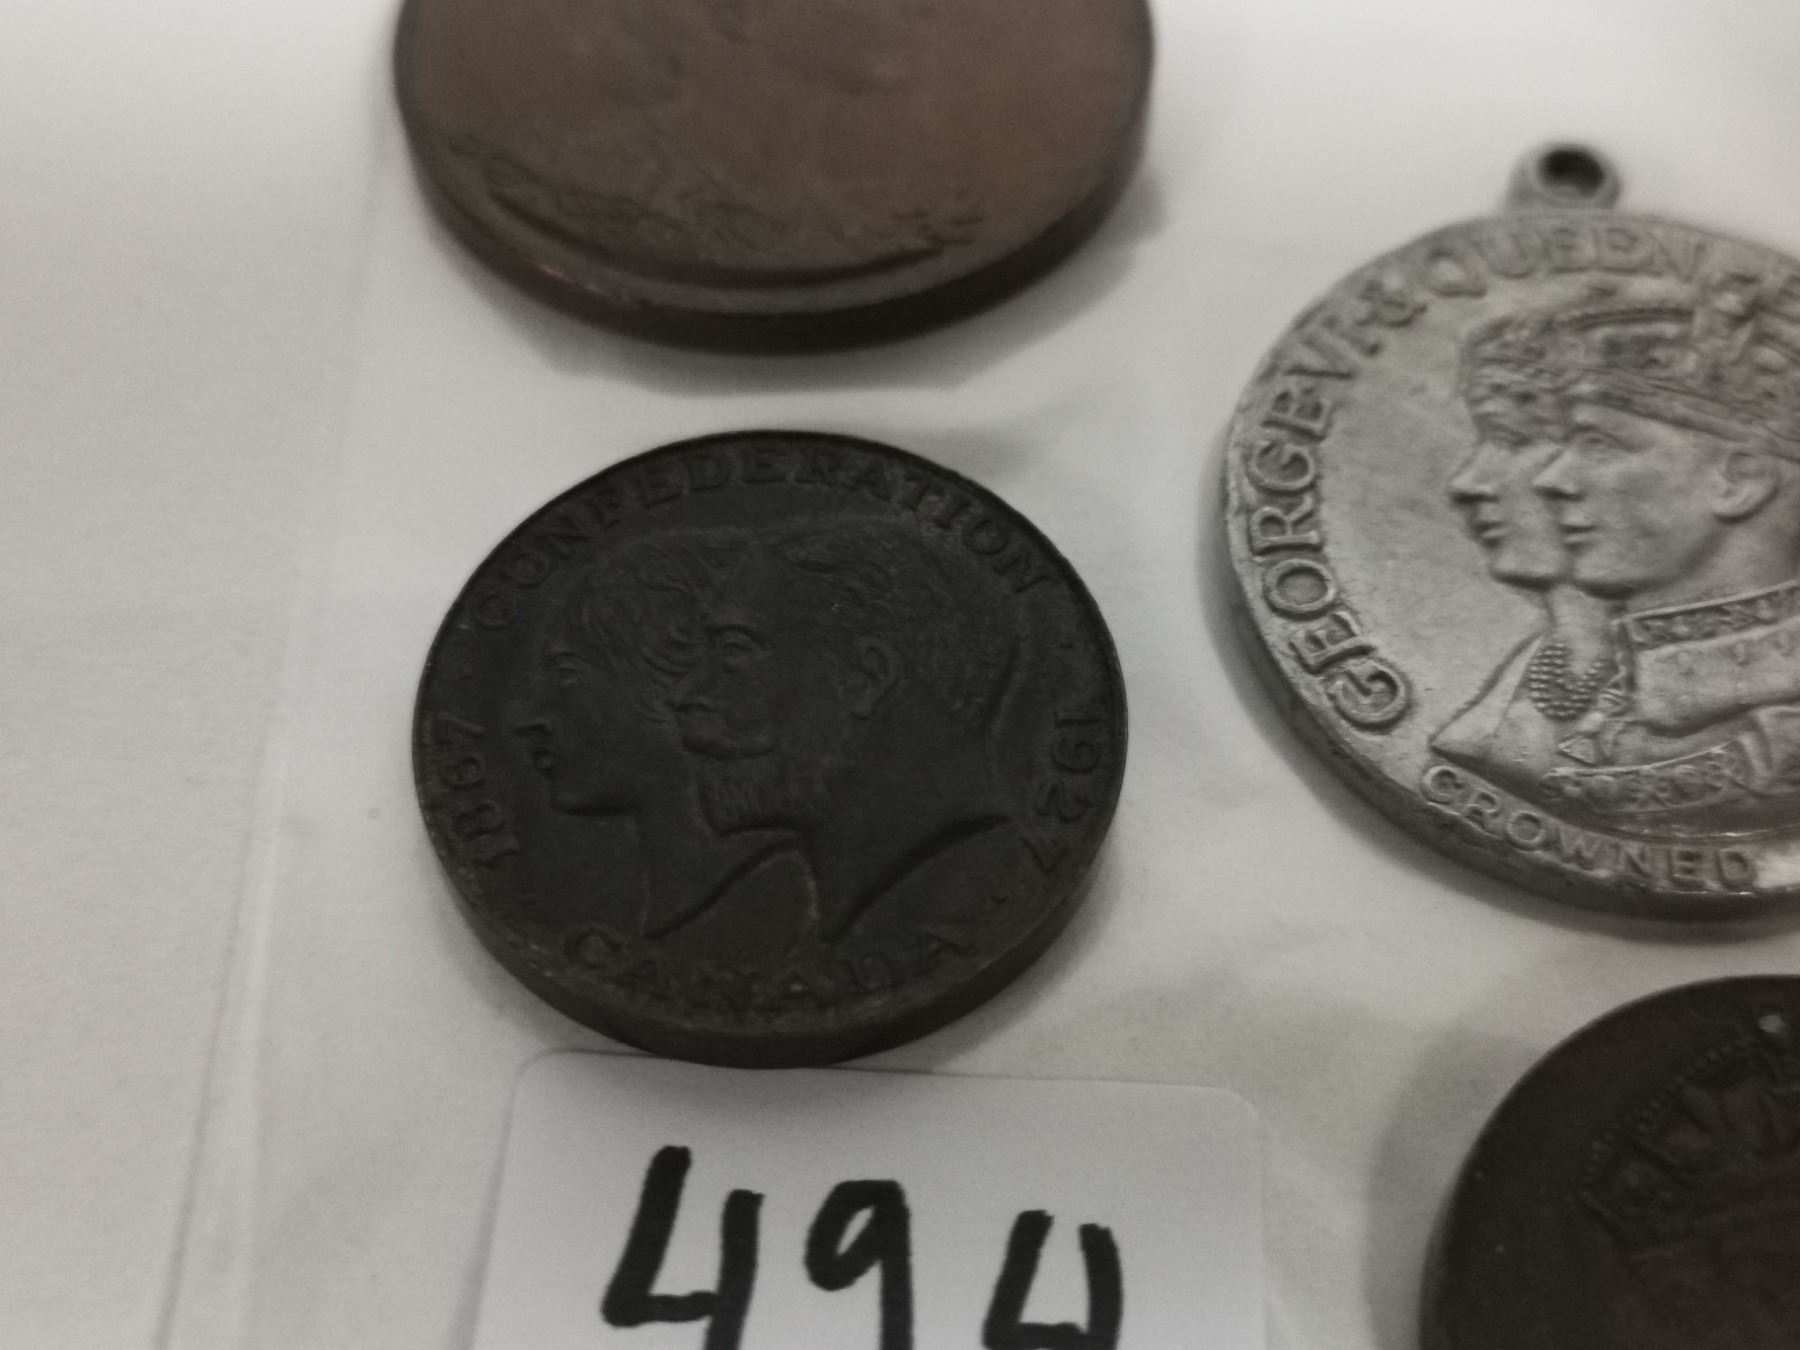 1867 · CONFEDERATION · 1927 ·
CANADA
GEORGE VI · & QUEEN
CROWNED
494